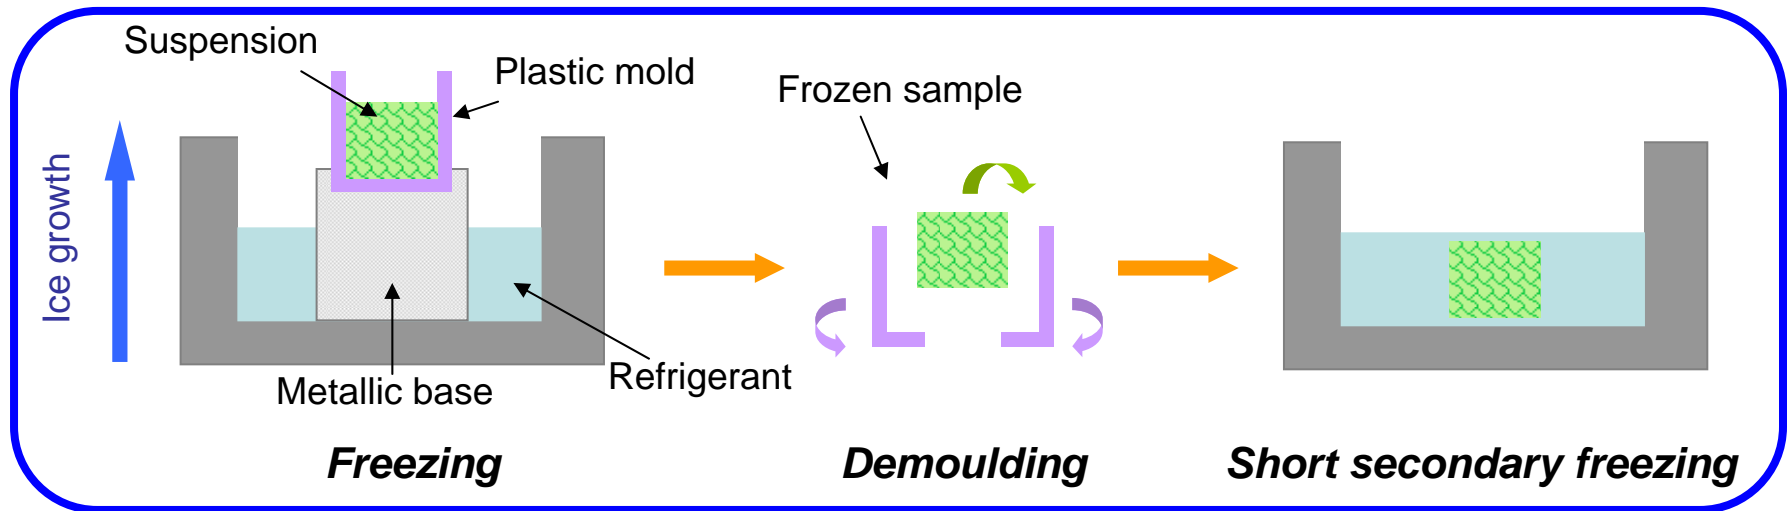 Suspension
Plastic mold
Frozen sample
Ice growth
Metallic base
Refrigerant
Freezing
Demoulding
Short secondary freezing